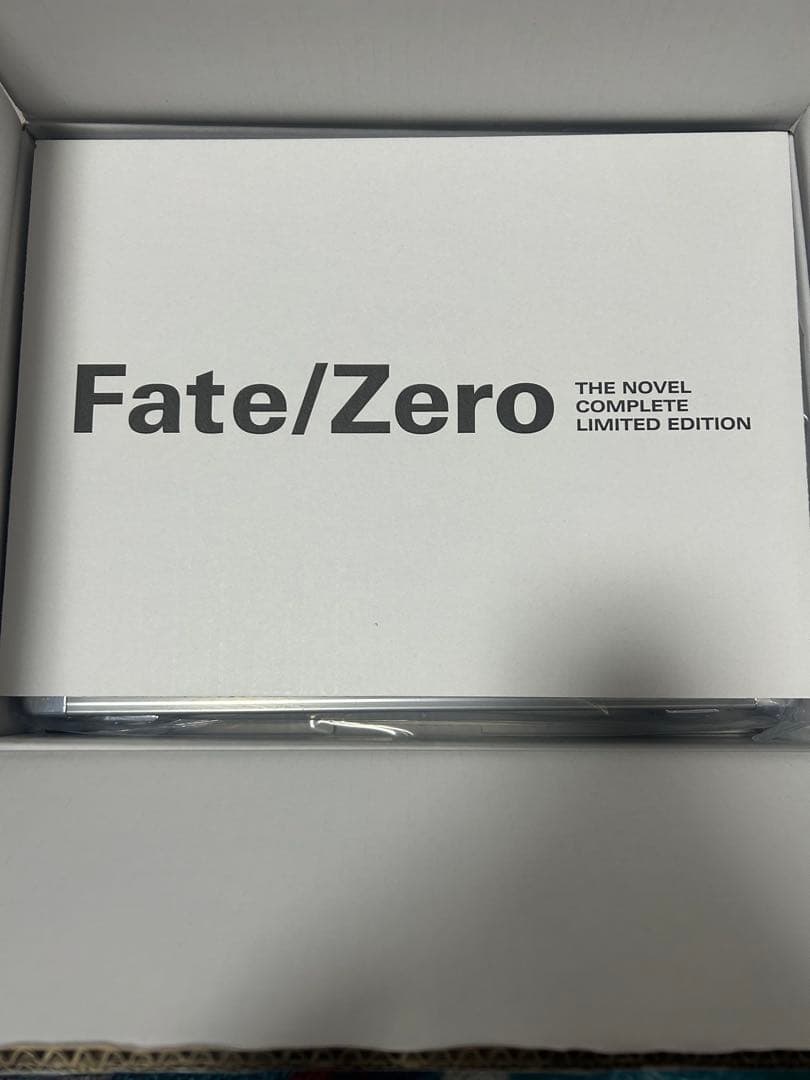 Fate/Zero
THE NOVEL
COMPLETE
LIMITED EDITION